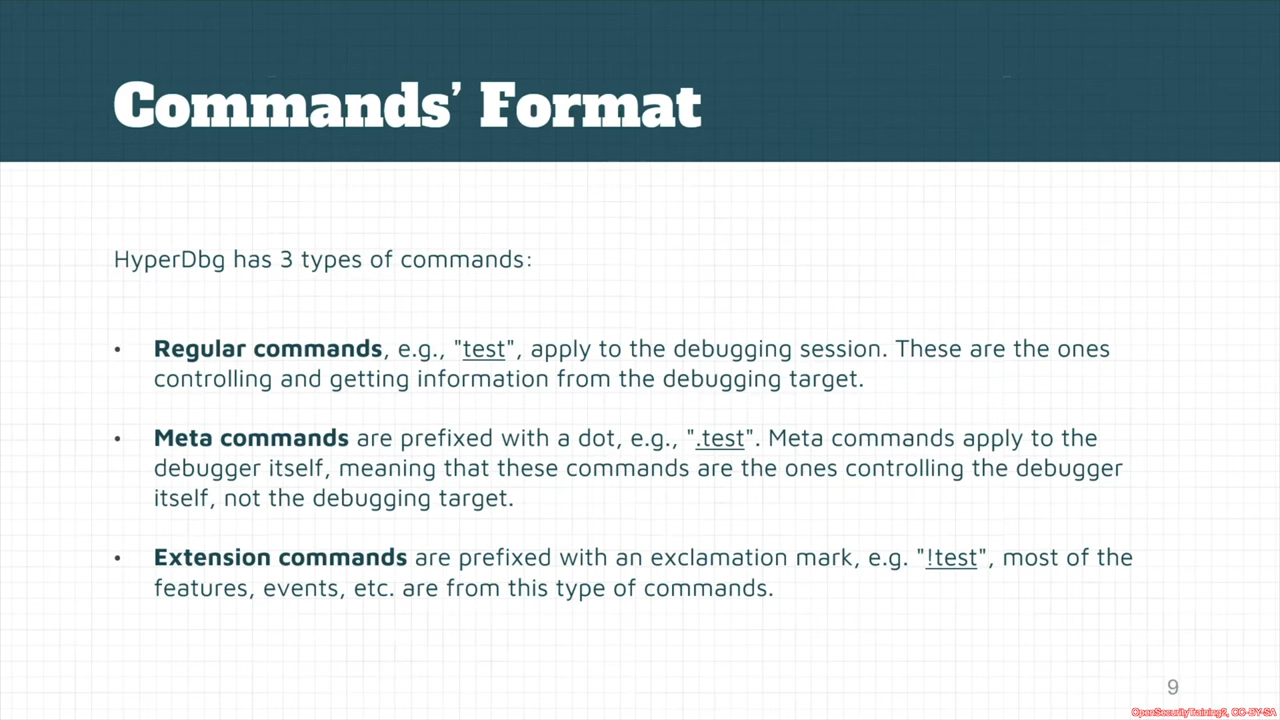 Commands’ Format
HyperDbg has 3 types of commands:
• Regular commands, e.g., "test", apply to the debugging session. These are the ones
controlling and getting information from the debugging target.
• Meta commands are prefixed with a dot, e.g., ".test". Meta commands apply to the
debugger itself, meaning that these commands are the ones controlling the debugger
itself, not the debugging target.
• Extension commands are prefixed with an exclamation mark, e.g. "!test", most of the
features, events, etc. are from this type of commands.
9
OpenSecurityTraining2, CC-BY-SA